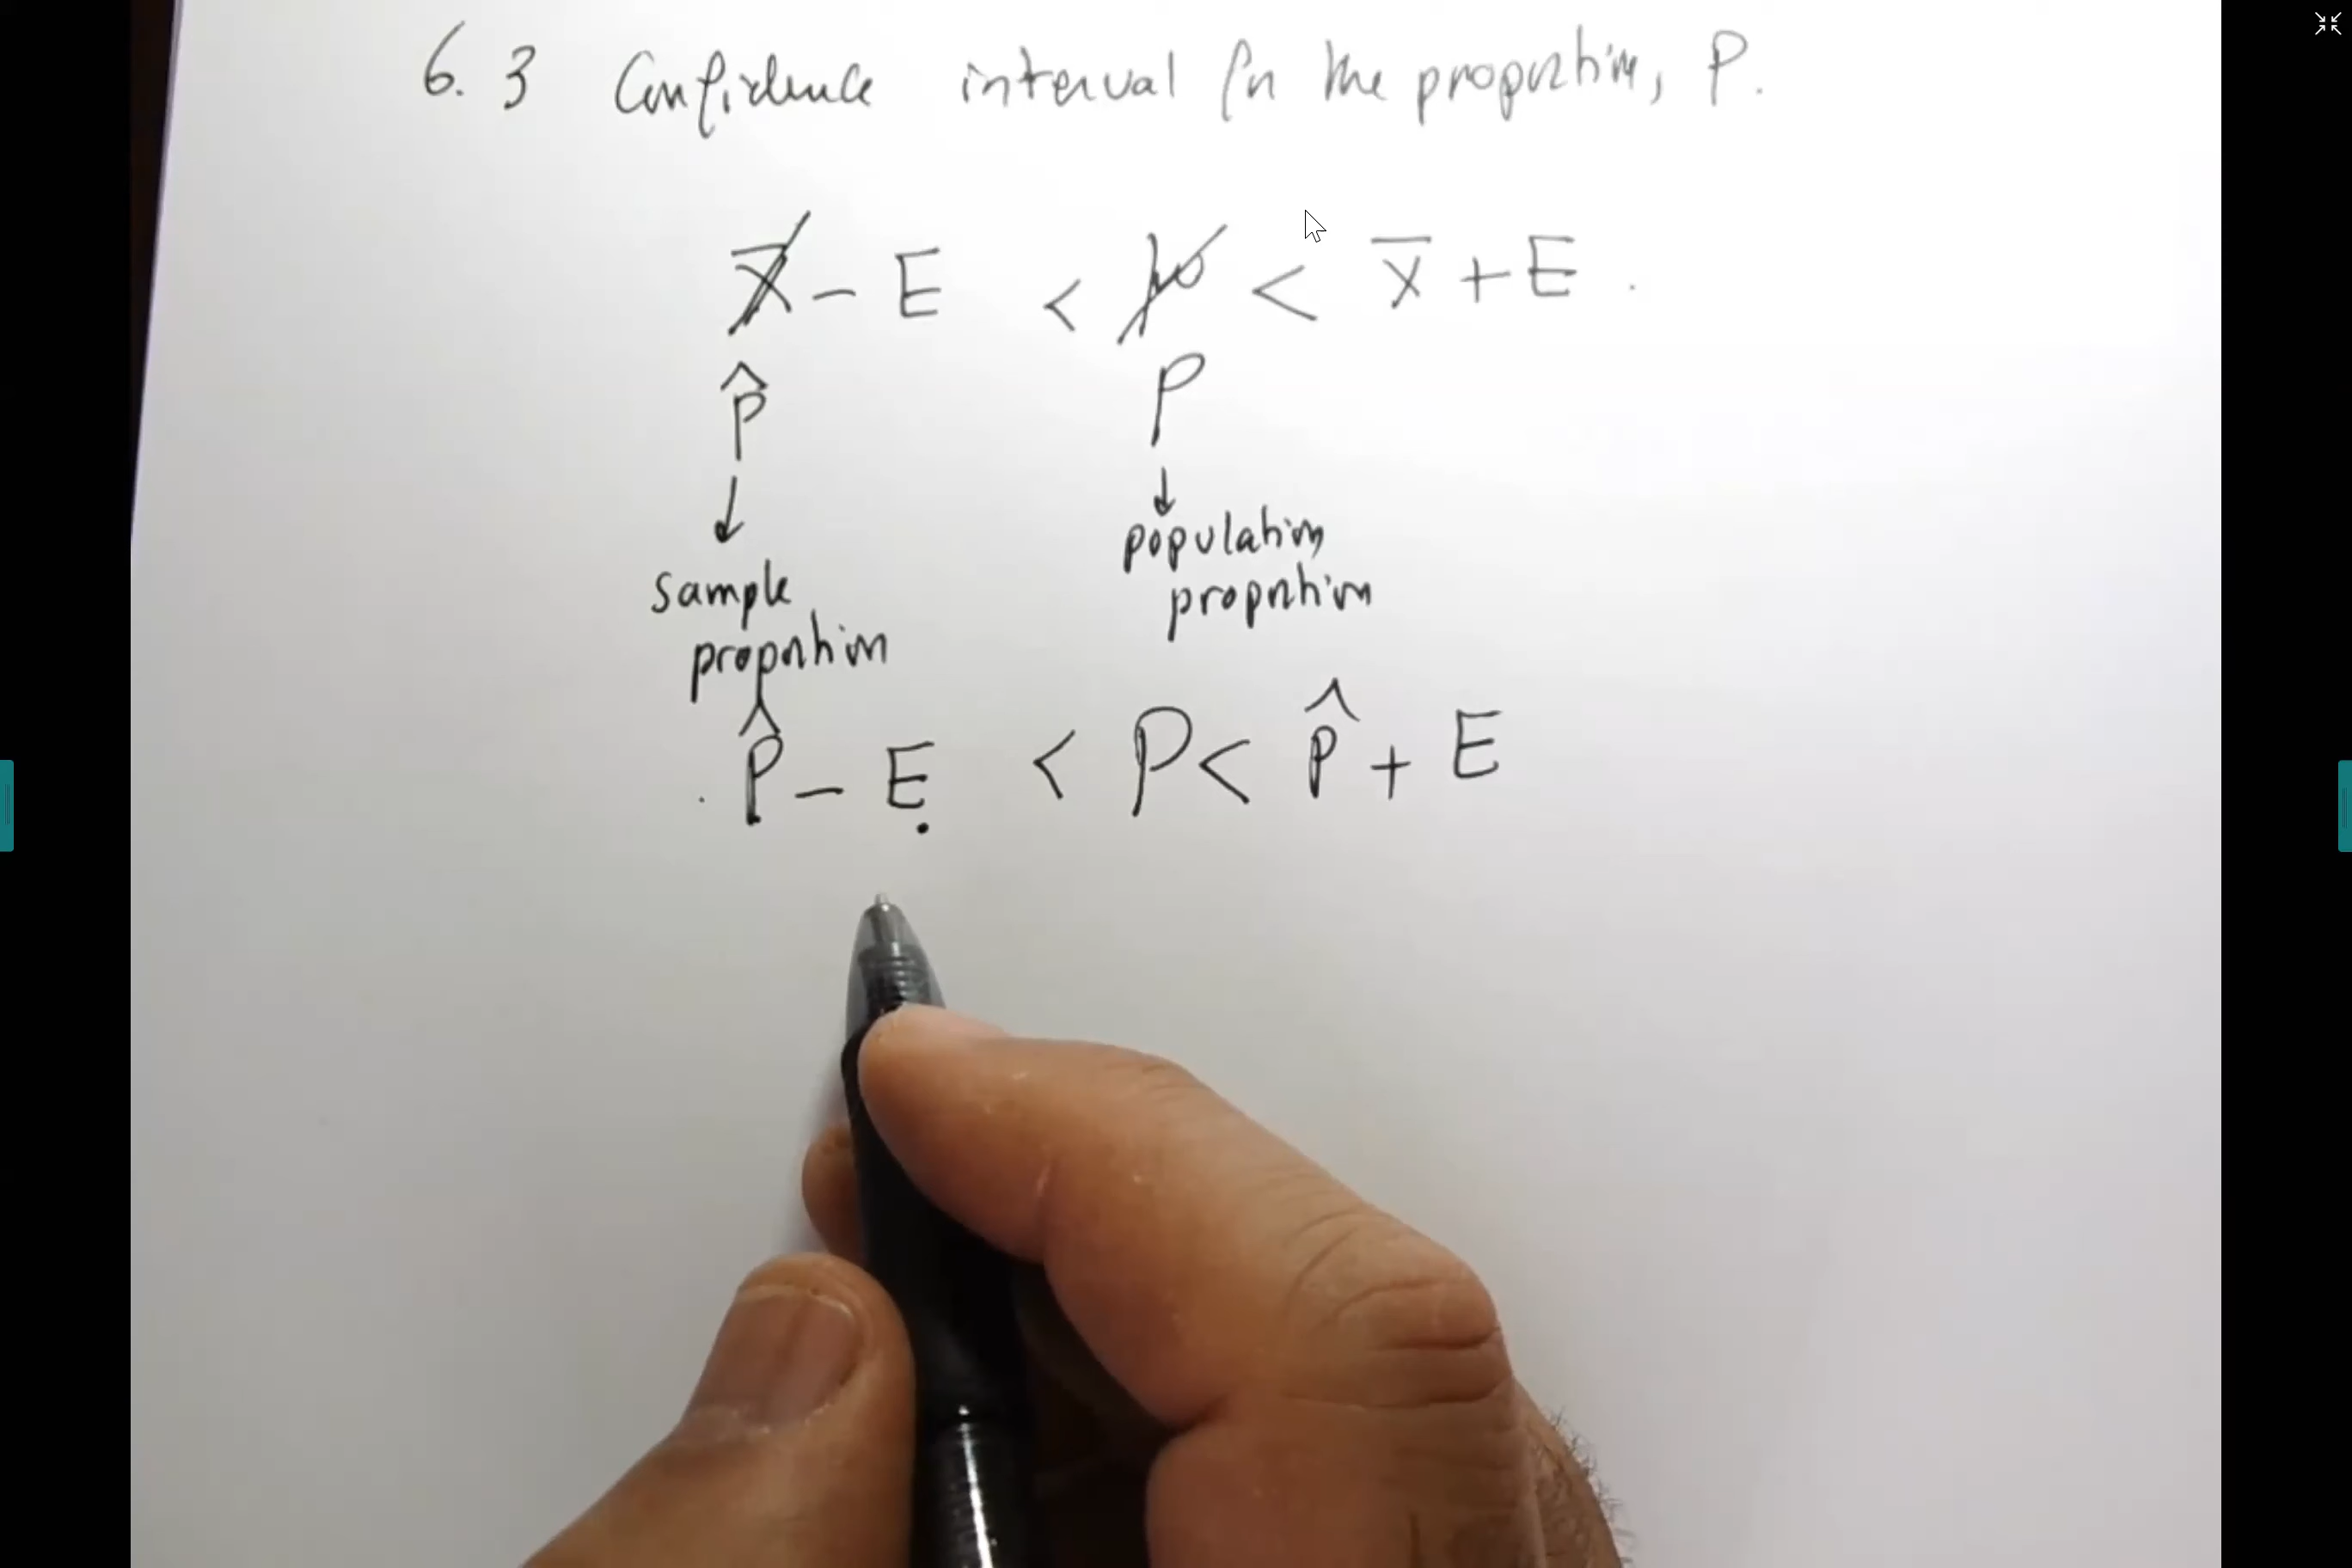 6.3 Confidence interval for the proportion, P.
x̄ - E < μ < x̄ + E.
p̂ P
↓ ↓
sample proportion population proportion
p̂ - E < P < p̂ + E